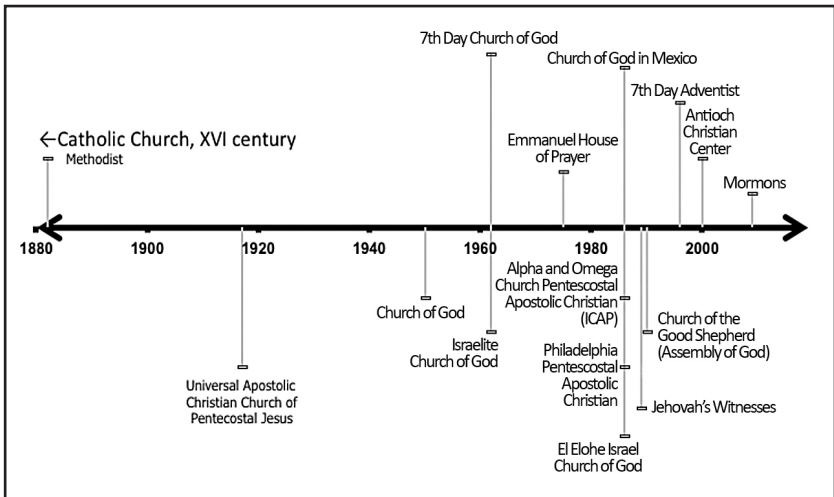 7th Day Church of God
Church of God in Mexico
7th Day Adventist
Antioch
Christian
Center
←Catholic Church, XVI century
Methodist
Emmanuel House
of Prayer
Mormons
1880
1900
1920
1940
1960
1980
2000
Church of God
Israelite
Church of God
Alpha and Omega
Church Pentescostal
Apostolic Christian
(ICAP)
Church of the
Good Shepherd
(Assembly of God)
Philadelphia
Pentescostal
Apostolic
Christian
Universal Apostolic
Christian Church of
Pentecostal Jesus
Jehovah's Witnesses
El Elohe Israel
Church of God